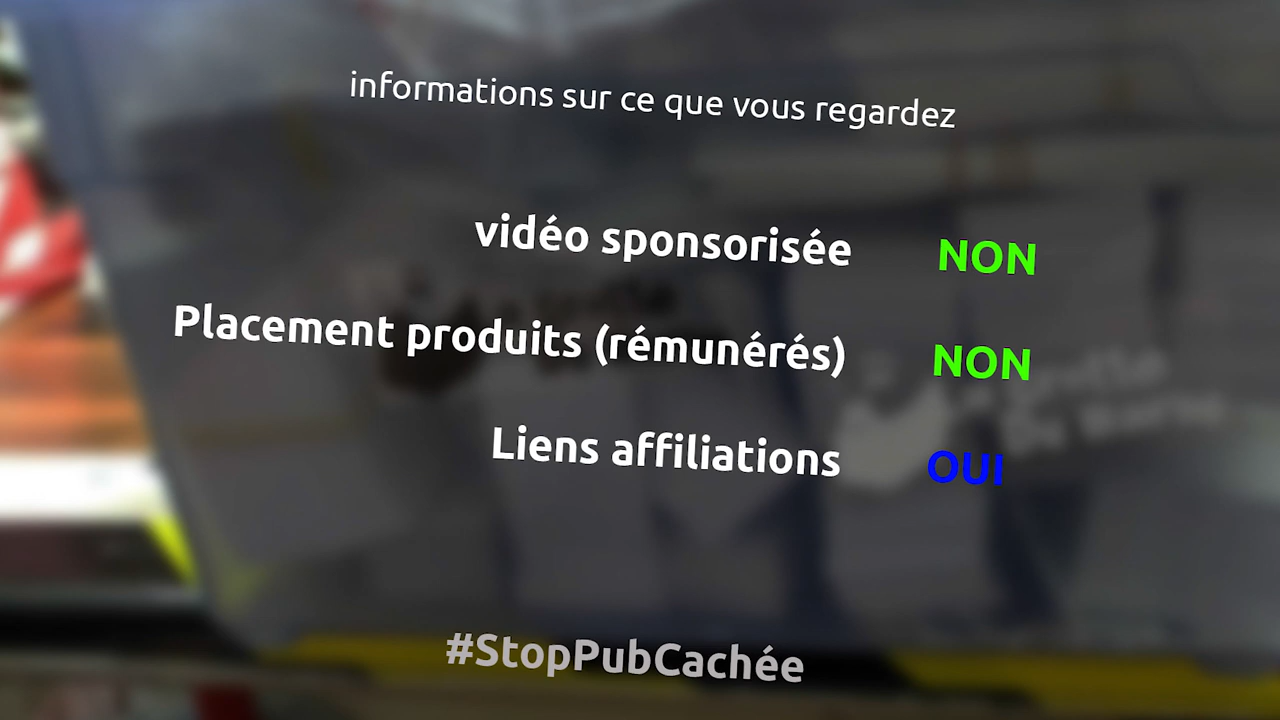 informations sur ce que vous regardez
vidéo sponsorisée NON
Placement produits (rémunérés) NON
Liens affiliations OUI
#StopPubCachée